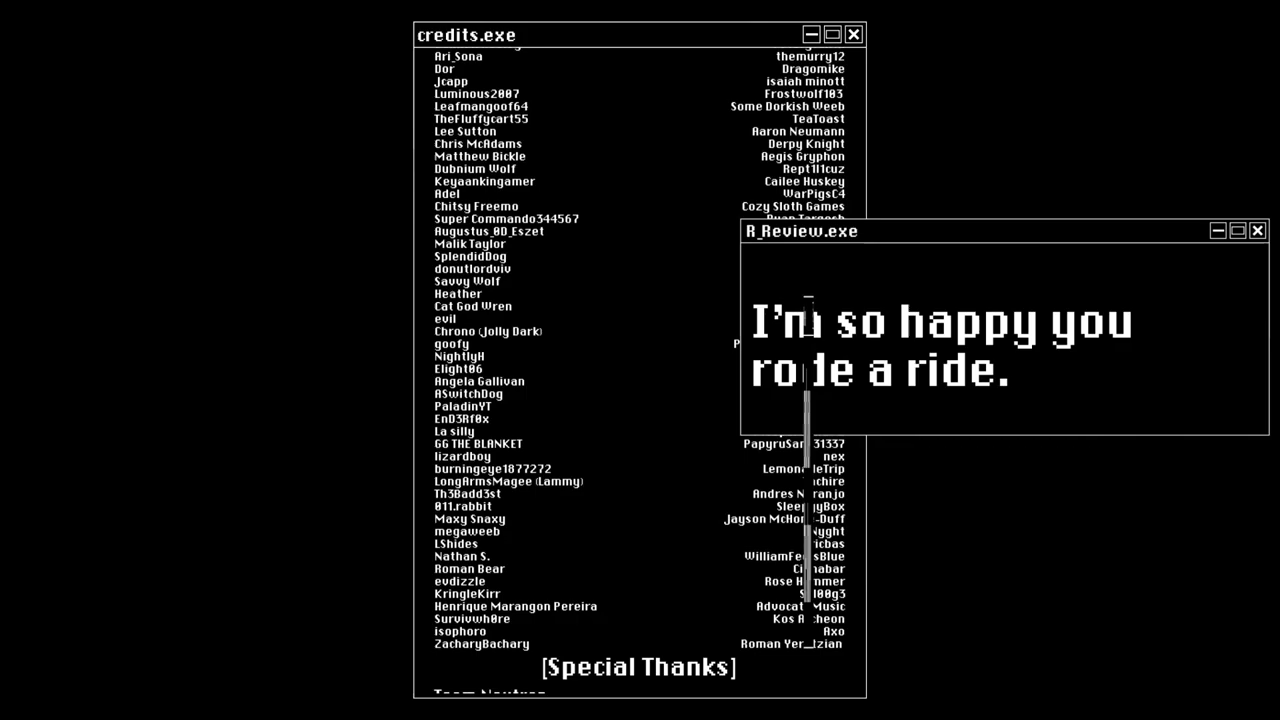 credits.exe
Ari_Sona themurry12
Dor Dragomike
Jcapp isaiah minott
Luminous2007 Frostwolf103
Leafmangoof64 Some Dorkish Weeb
TheFluffycart55 TeaToast
Lee Sutton Aaron Neumann
Chris McAdams Derpy Knight
Matthew Bickle Aegis Gryphon
Dubnium Wolf Rept1l1cuz
Keyaankingamer Cailee Huskey
Adel WarPigsC4
Chitsy Freemo Cozy Sloth Games
Super Commando344567
Augustus_0D_Eszet
Malik Taylor
SplendidDog
donutlordviv
Savvy Wolf
Heather
Cat God Wren
evil
Chrono (Jolly Dark)
goofy
NightlyH
Elight06
Angela Gallivan
ASwitchDog
PaladinYT
EnD3Rf0x
La silly
GG THE BLANKET
lizardboy nex
burningeye1877272
LongArmsMagee (Lammy)
Th3Badd3st Andres Naranjo
011.rabbit SleepyBox
Maxy Snaxy
megaweeb
LShides
Nathan S.
Roman Bear
evdizzle Rose Hammer
KringleKirr
Henrique Marangon Pereira
Survivwh0re
isophoro Axo
ZacharyBachary Roman
[Special Thanks]
R_Review.exe
I'm so happy you
rode a ride.